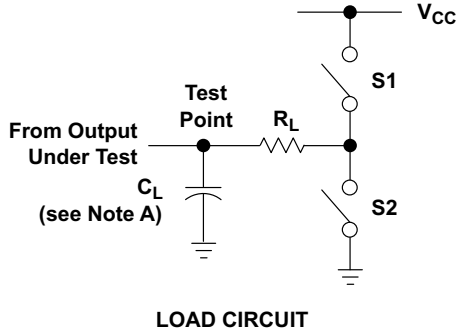 VCC
S1
Test
Point
RL
From Output
Under Test
CL
(see Note A)
S2
LOAD CIRCUIT